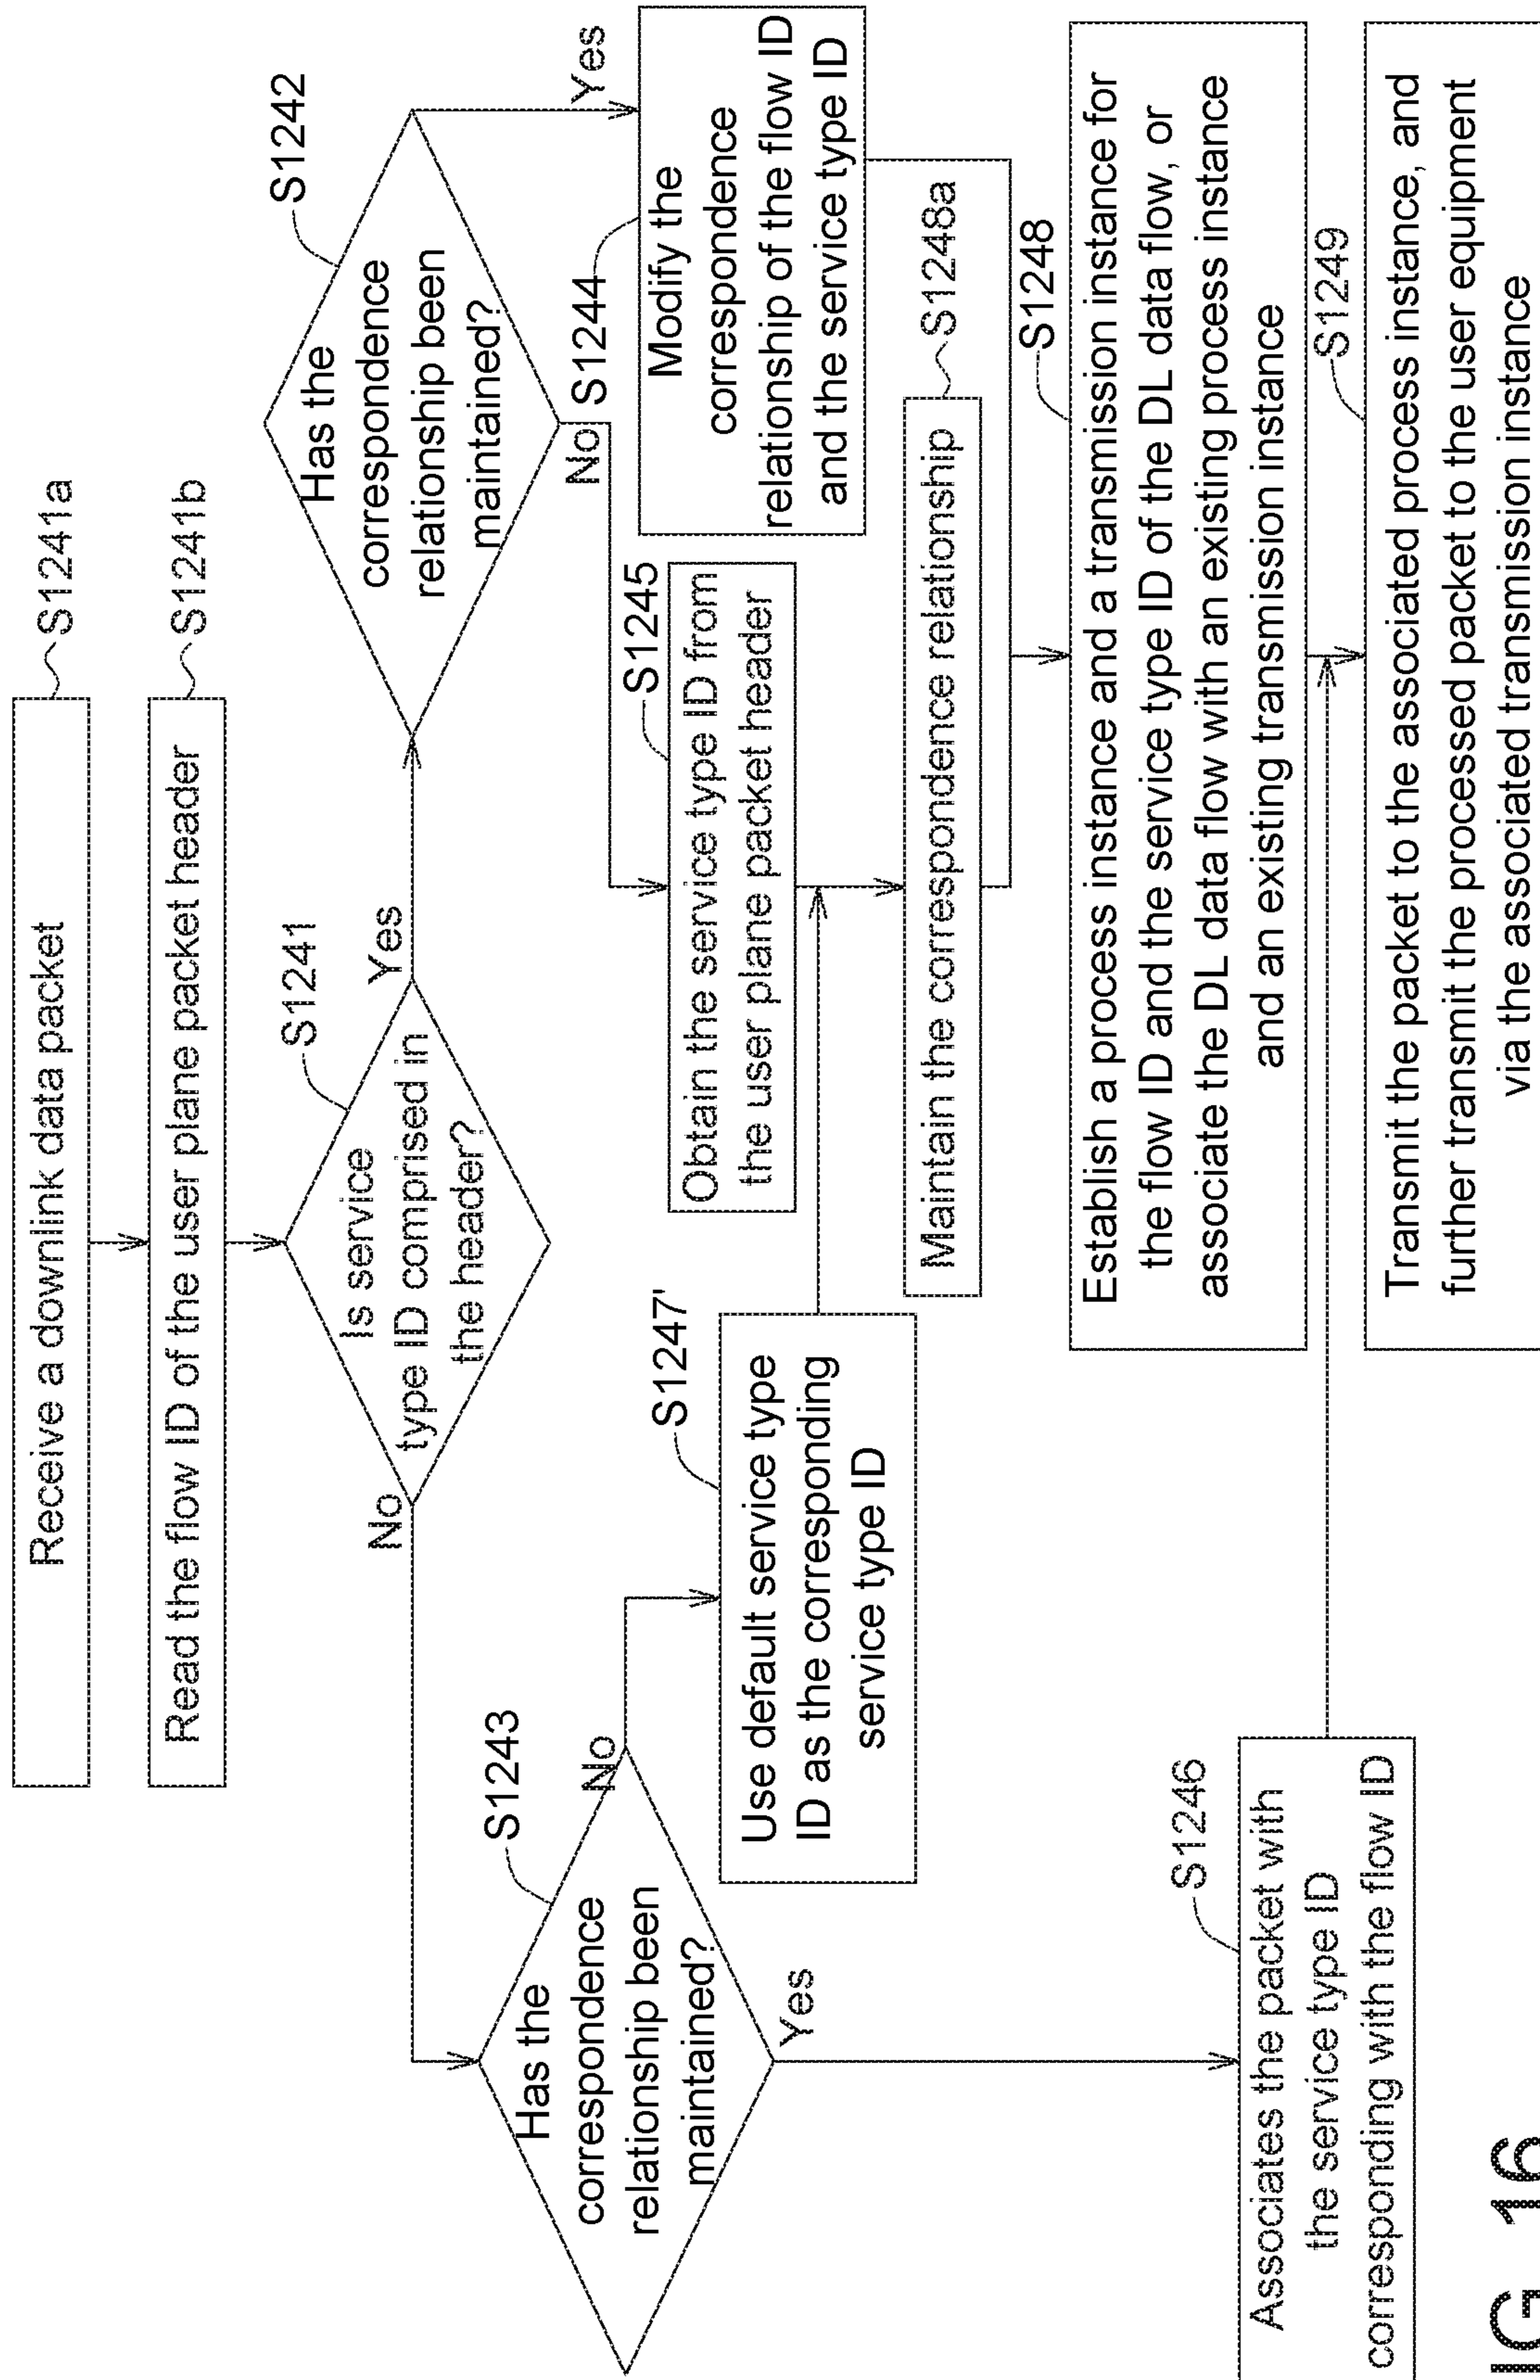 Receive a downlink data packet
S1241a
Read the flow ID of the user plane packet header
S1241b
Is service
type ID comprised in
the header?
S1241
Yes
No
Has the
correspondence
relationship been
maintained?
S1242
Yes
No
S1244
Modify the
correspondence
relationship of the flow ID
and the service type ID
S1245
Obtain the service type ID from
the user plane packet header
Has the
correspondence
relationship been
maintained?
S1243
No
Yes
S1247'
Use default service type
ID as the corresponding
service type ID
Maintain the correspondence relationship
S1248a
S1248
Establish a process instance and a transmission instance for
the flow ID and the service type ID of the DL data flow, or
associate the DL data flow with an existing process instance
and an existing transmission instance
S1246
Associates the packet with
the service type ID
corresponding with the flow ID
S1249
Transmit the packet to the associated process instance, and
further transmit the processed packet to the user equipment
via the associated transmission instance
IG. 16